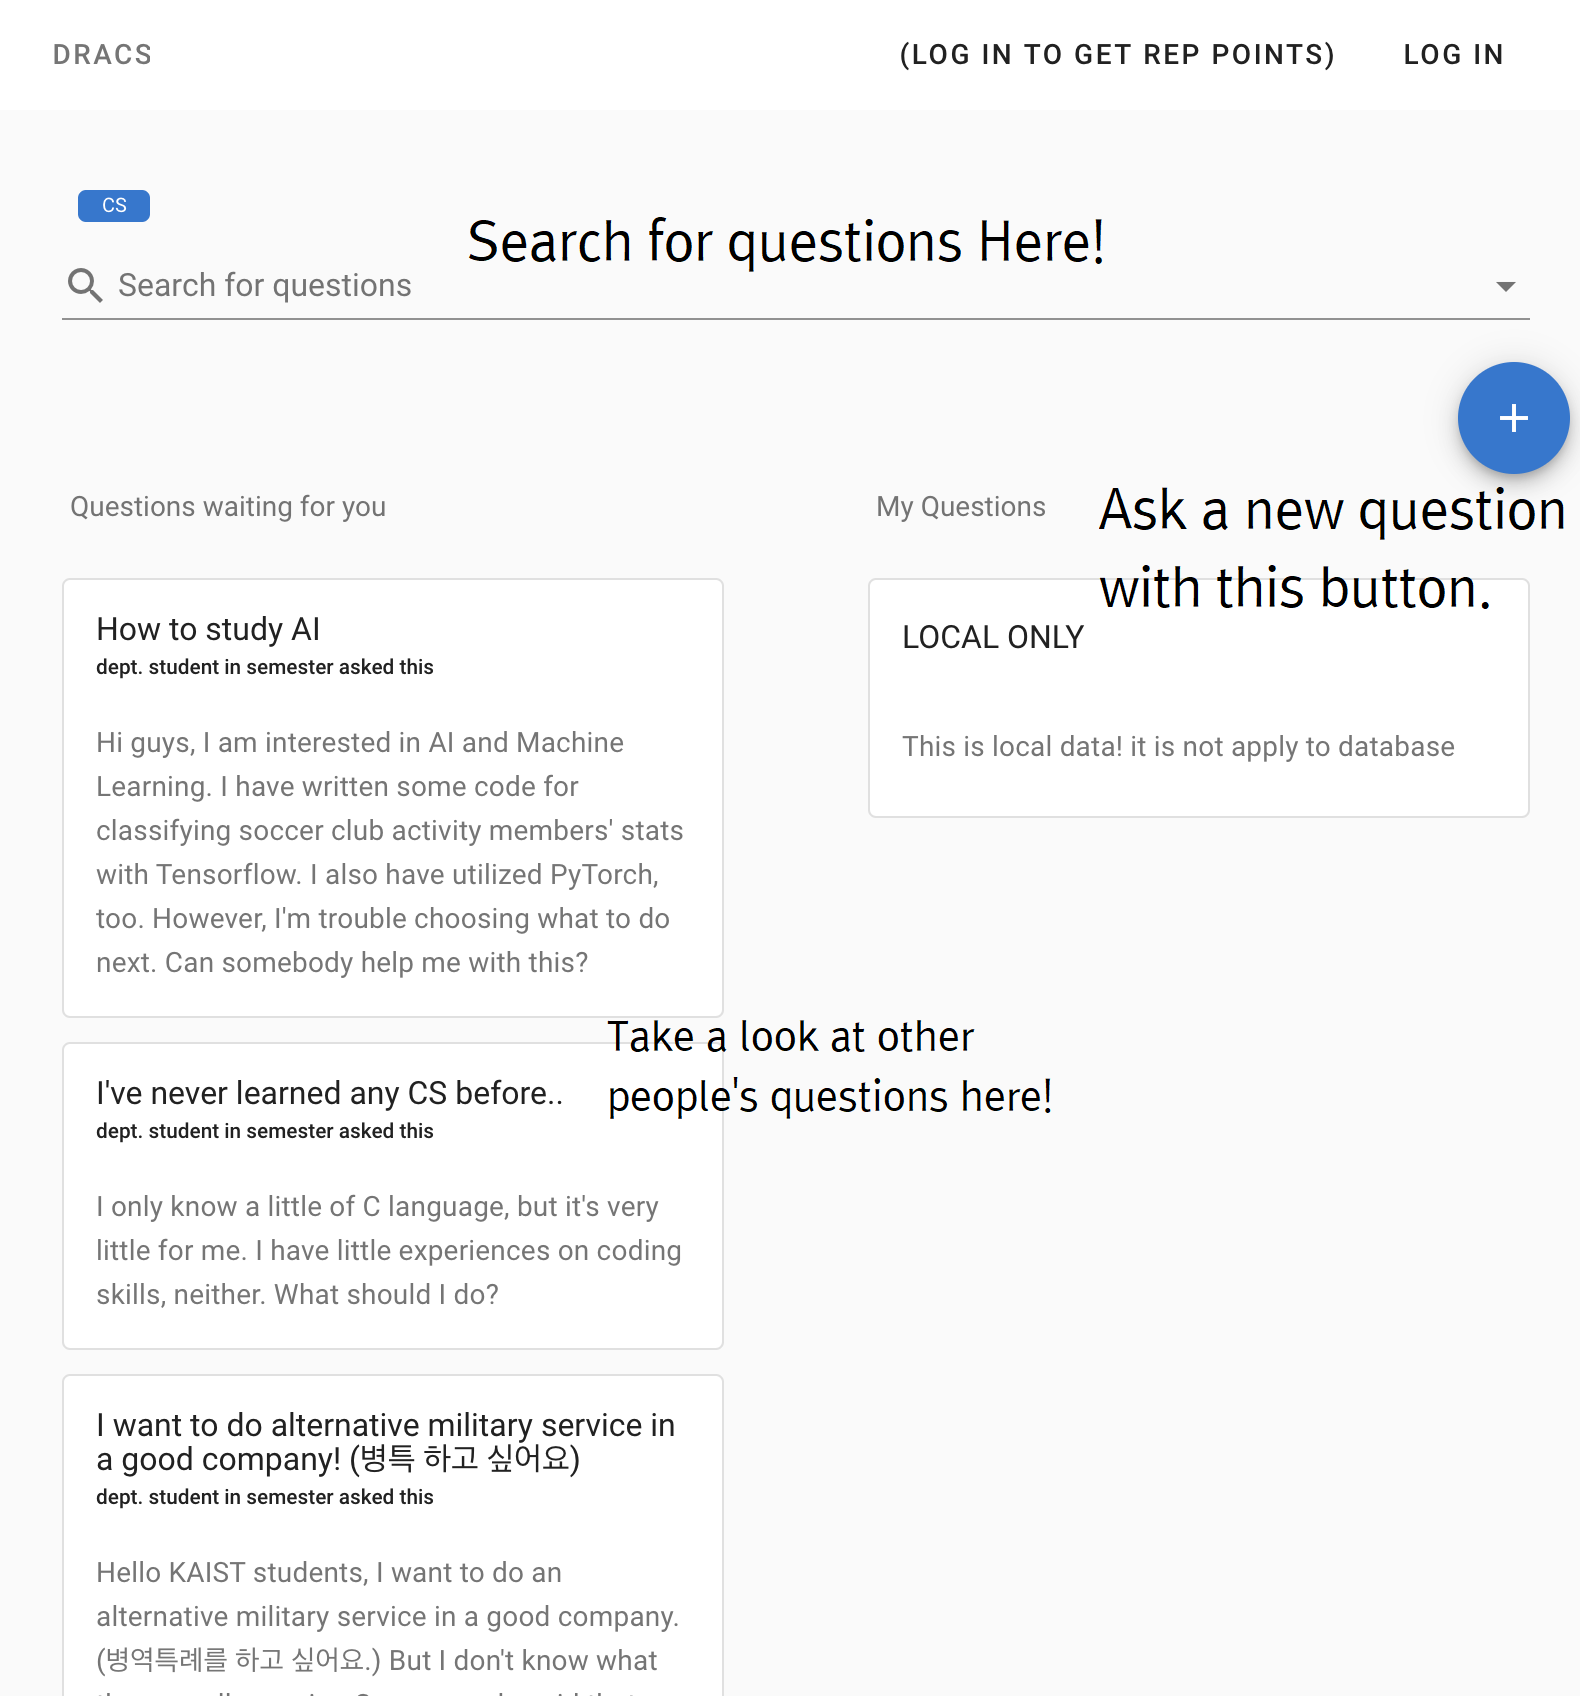 DRACS
(LOG IN TO GET REP POINTS)
LOG IN
CS
Search for questions Here!
Search for questions
Questions waiting for you
My Questions
Ask a new question
with this button.
How to study AI
dept. student in semester asked this
Hi guys, I am interested in AI and Machine
Learning. I have written some code for
classifying soccer club activity members' stats
with Tensorflow. I also have utilized PyTorch,
too. However, I'm trouble choosing what to do
next. Can somebody help me with this?
LOCAL ONLY
This is local data! it is not apply to database
Take a look at other
people's questions here!
I've never learned any CS before..
dept. student in semester asked this
I only know a little of C language, but it's very
little for me. I have little experiences on coding
skills, neither. What should I do?
I want to do alternative military service in
a good company! (병특 하고 싶어요)
dept. student in semester asked this
Hello KAIST students, I want to do an
alternative military service in a good company.
(병역특례를 하고 싶어요.) But I don't know what